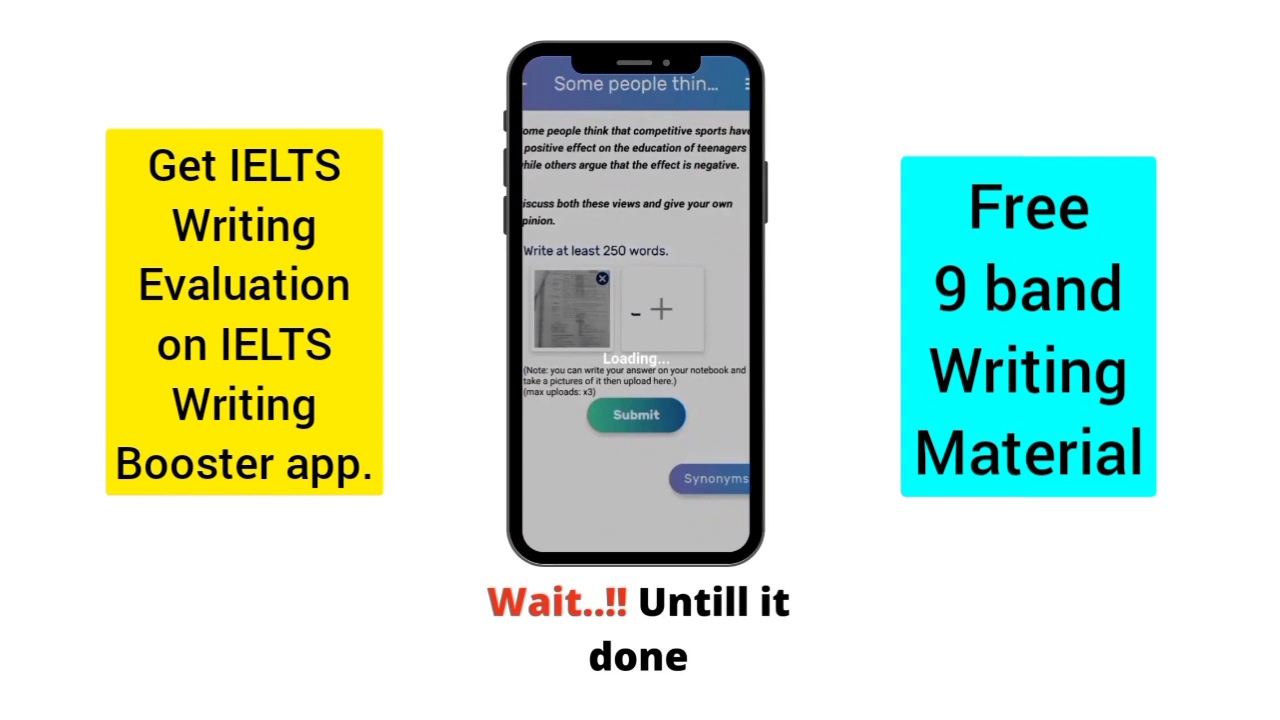 Get IELTS
Writing
Evaluation
on IELTS
Writing
Booster app.
Some people thin...
ome people think that competitive sports have
positive effect on the education of teenagers
hile others argue that the effect is negative.
iscuss both these views and give your own
pinion.
Write at least 250 words.
Loading...
(Note: you can write your answer on your notebook and
take a pictures of it then upload here.)
(max uploads: x3)
Submit
Synonyms
Wait..!! Untill it
done
Free
9 band
Writing
Material